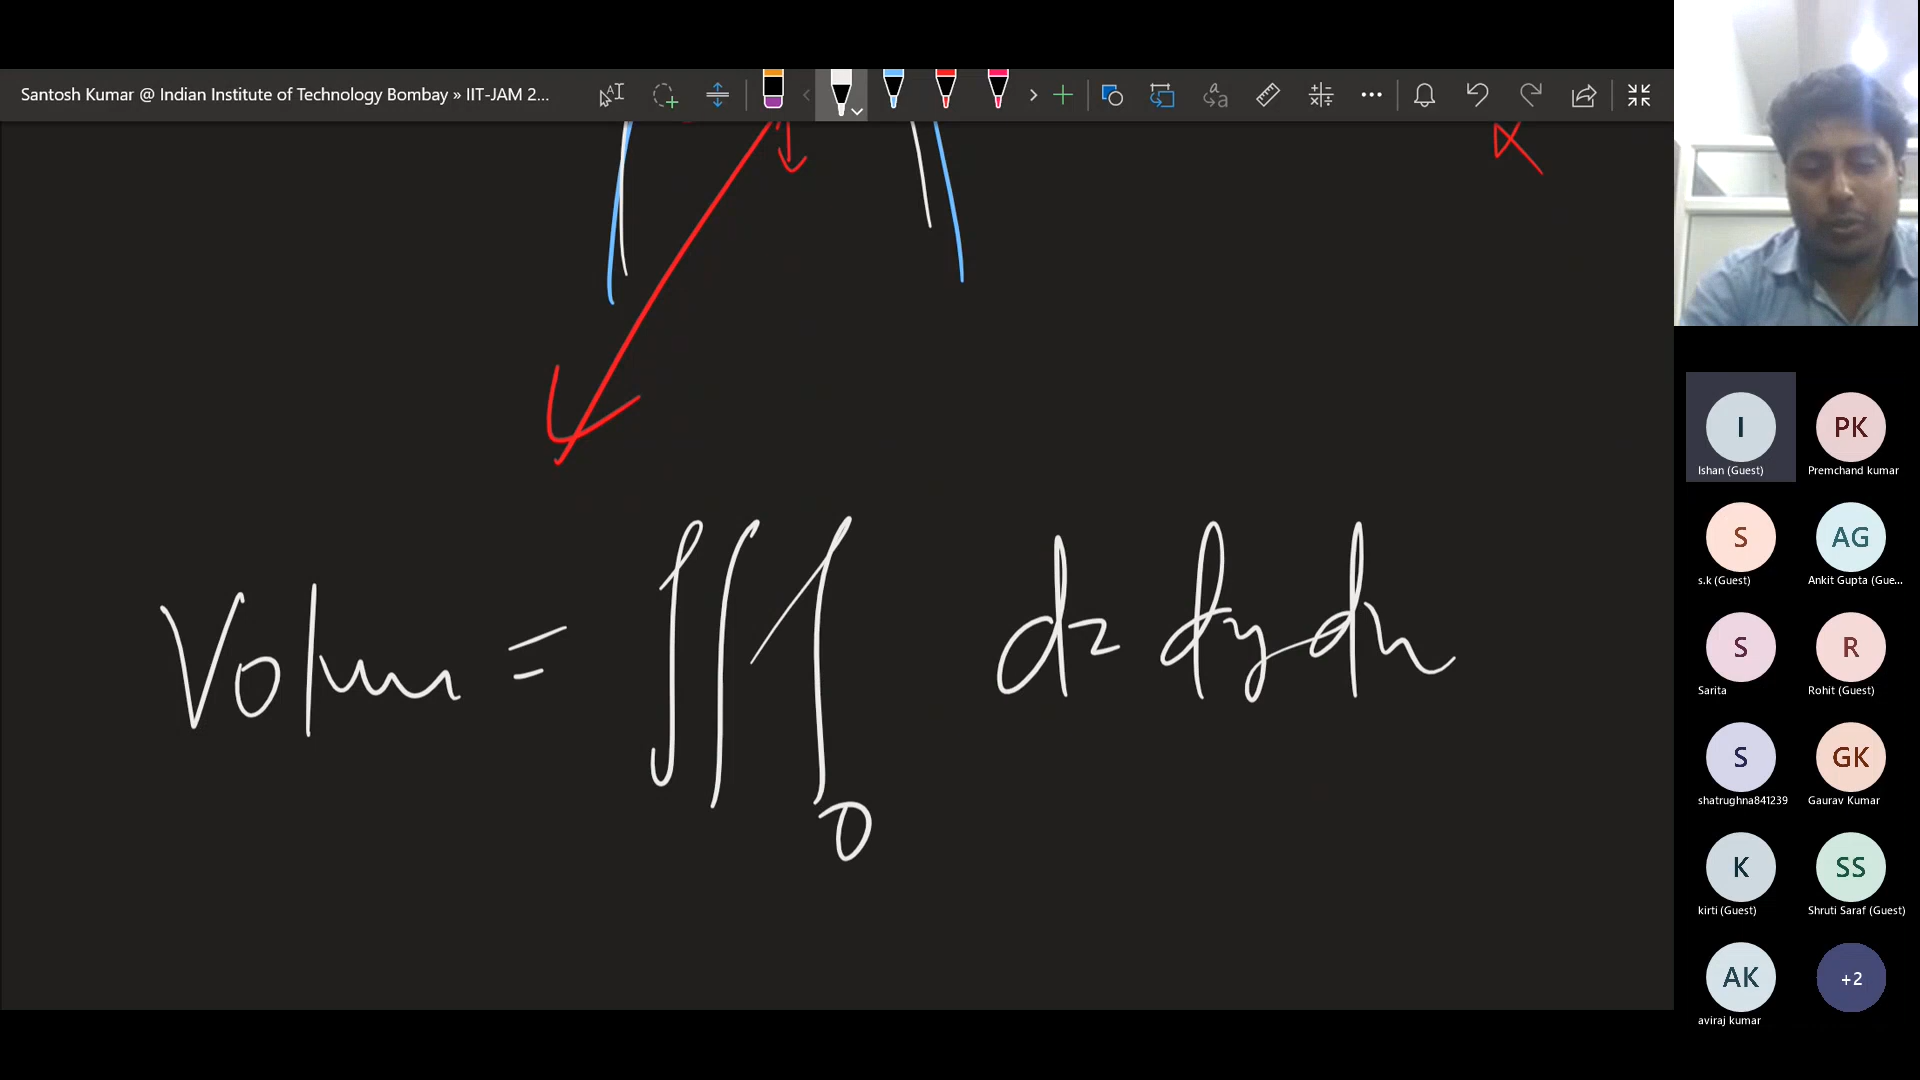 Santosh Kumar @ Indian Institute of Technology Bombay » IIT-JAM 2...
Volum = ∫∫∫ dz dy dx
0
I
Ishan (Guest)
PK
Premchand kumar
S
s.k (Guest)
AG
Ankit Gupta (Gue...
S
Sarita
R
Rohit (Guest)
S
shatrughna841239
GK
Gaurav Kumar
K
kirti (Guest)
SS
Shruti Saraf (Guest)
AK
aviraj kumar
+2